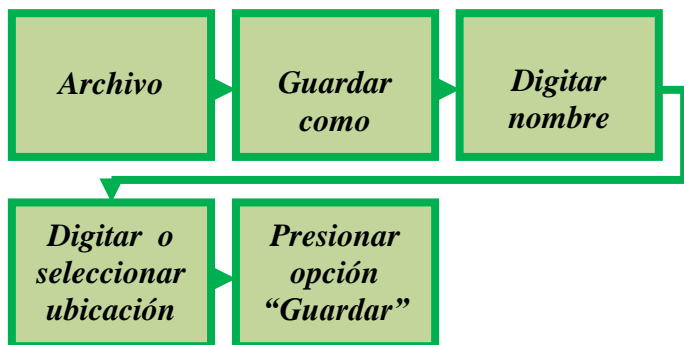 Archivo
Guardar
como
Digitar
nombre
Digitar o
seleccionar
ubicación
Presionar
opción
“Guardar”